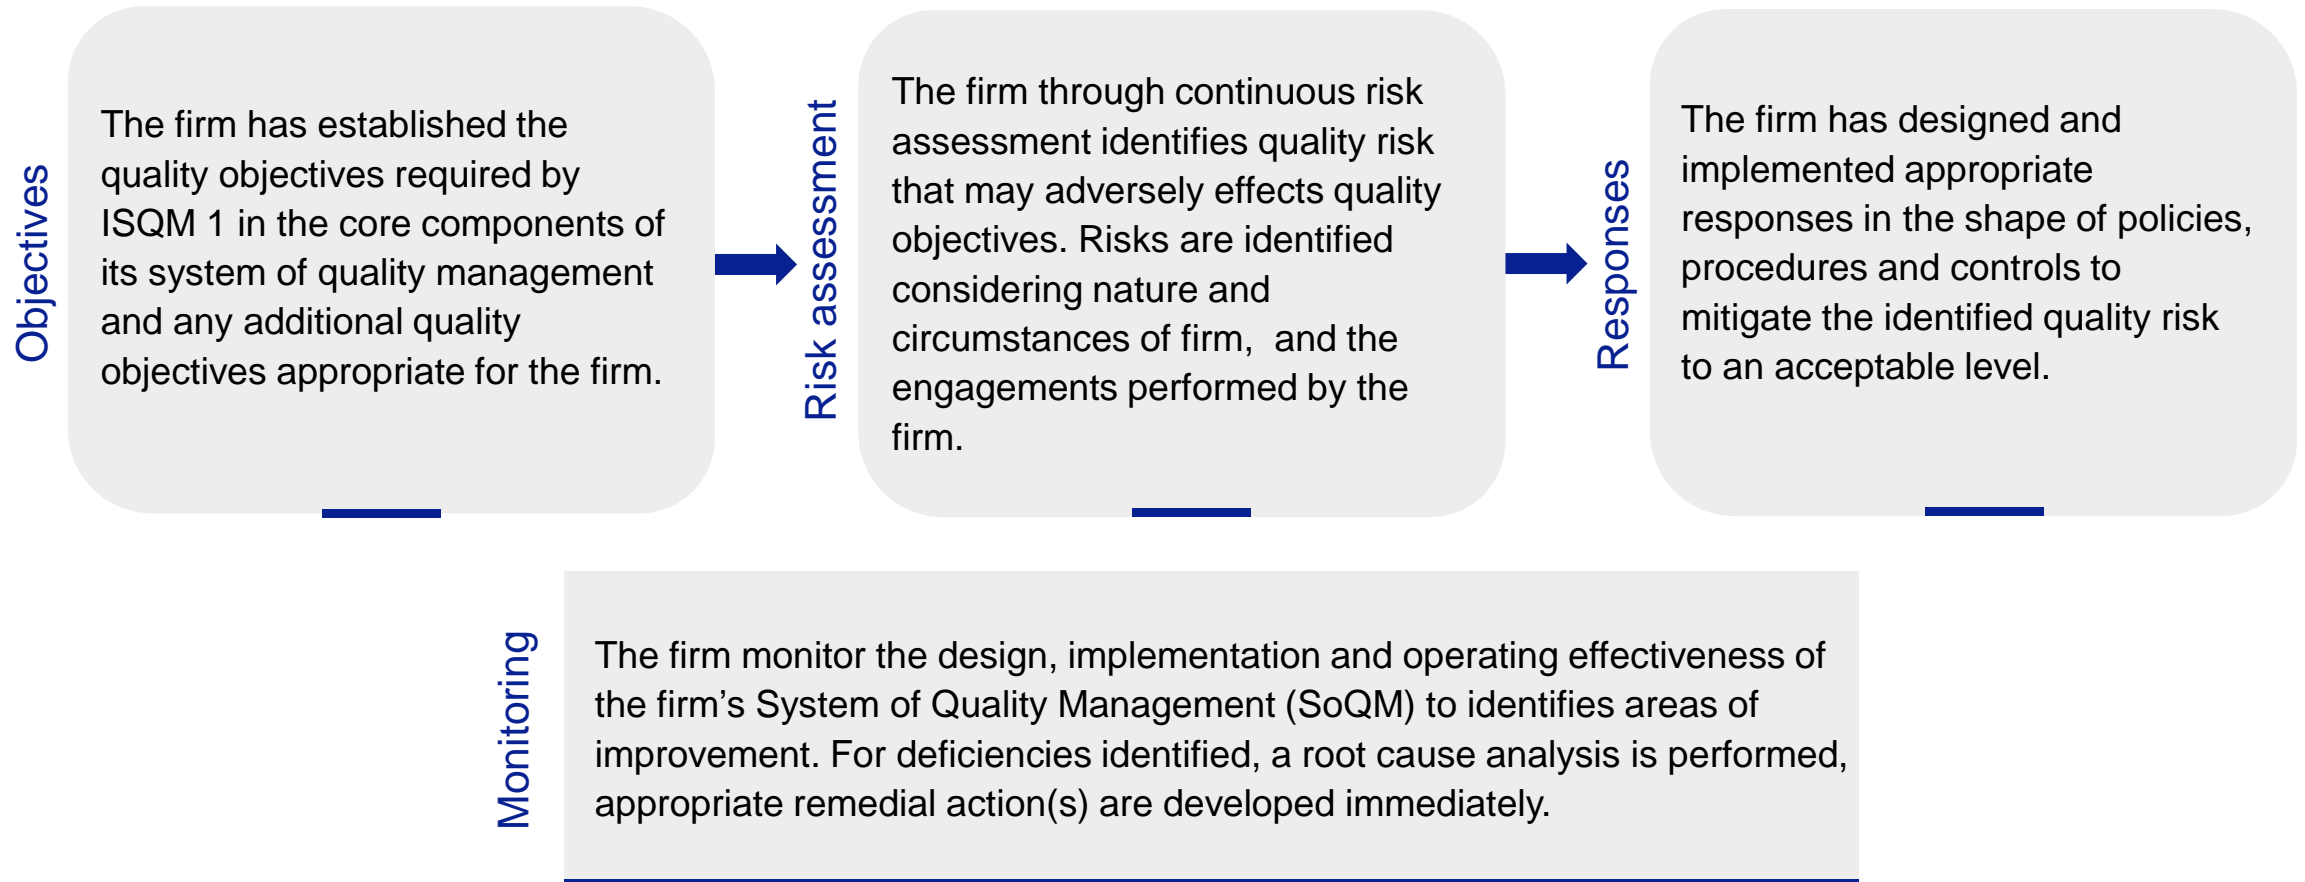 Objectives
The firm has established the
quality objectives required by
ISQM 1 in the core components of
its system of quality management
and any additional quality
objectives appropriate for the firm.
Risk assessment
The firm through continuous risk
assessment identifies quality risk
that may adversely effects quality
objectives. Risks are identified
considering nature and
circumstances of firm,  and the
engagements performed by the
firm.
Responses
The firm has designed and
implemented appropriate
responses in the shape of policies,
procedures and controls to
mitigate the identified quality risk
to an acceptable level.
Monitoring
The firm monitor the design, implementation and operating effectiveness of
the firm’s System of Quality Management (SoQM) to identifies areas of
improvement. For deficiencies identified, a root cause analysis is performed,
appropriate remedial action(s) are developed immediately.